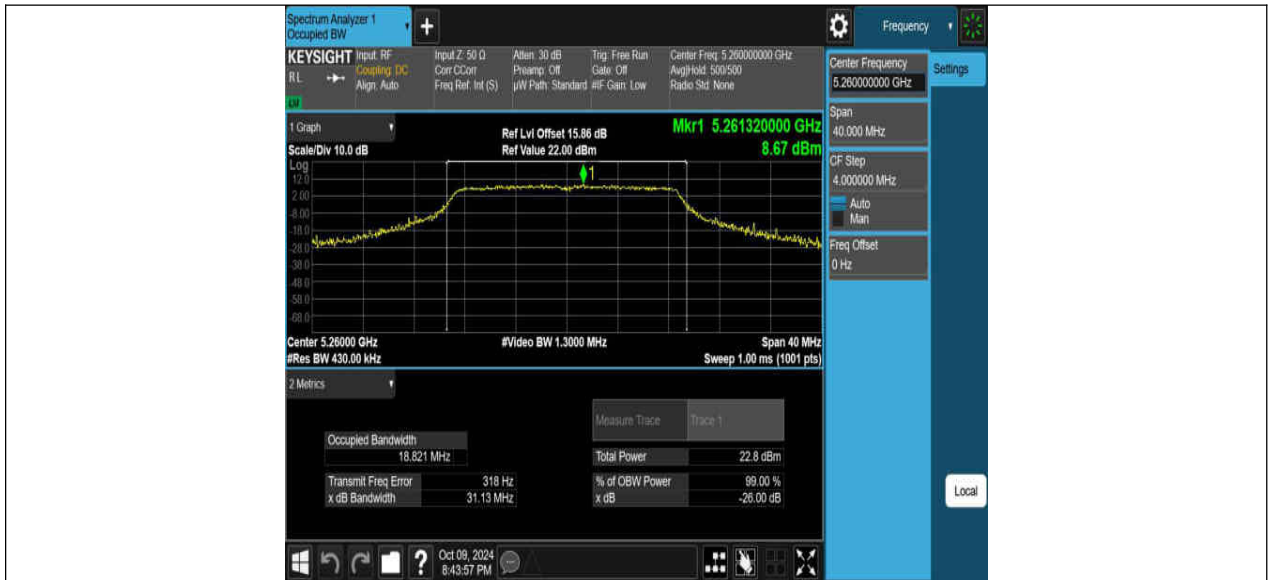 Spectrum Analyzer 1
Occupied BW
+
Frequency
KEYSIGHT
RL
LM
Input: RF
Coupling: DC
Align: Auto
Input Z: 50 Ω
Corr CCorr
Freq Ref: Int (S)
Atten: 30 dB
Preamp: Off
µW Path: Standard
Trig: Free Run
Gate: Off
#IF Gain: Low
Center Freq: 5.260000000 GHz
Avg|Hold: 500/500
Radio Std: None
Center Frequency
5.260000000 GHz
Settings
Span
40.000 MHz
CF Step
4.000000 MHz
Auto
Man
Freq Offset
0 Hz
Local
1 Graph
Scale/Div 10.0 dB
Ref Lvl Offset 15.86 dB
Ref Value 22.00 dBm
Mkr1 5.261320000 GHz
8.67 dBm
Log
12.0
2.00
-8.00
-18.0
-28.0
-38.0
-48.0
-58.0
-68.0
1
Center 5.26000 GHz
#Video BW 1.3000 MHz
Span 40 MHz
#Res BW 430.00 kHz
Sweep 1.00 ms (1001 pts)
2 Metrics
Measure Trace Trace 1
Occupied Bandwidth
18.821 MHz
Total Power 22.8 dBm
Transmit Freq Error 318 Hz
% of OBW Power 99.00 %
x dB Bandwidth 31.13 MHz
x dB -26.00 dB
?
Oct 09, 2024
8:43:57 PM